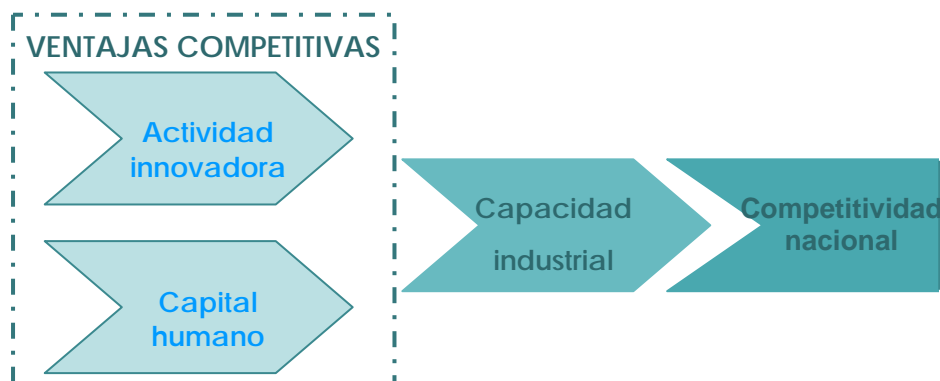 VENTAJAS COMPETITIVAS
Actividad
innovadora
Capital
humano
Capacidad
industrial
Competitividad
nacional